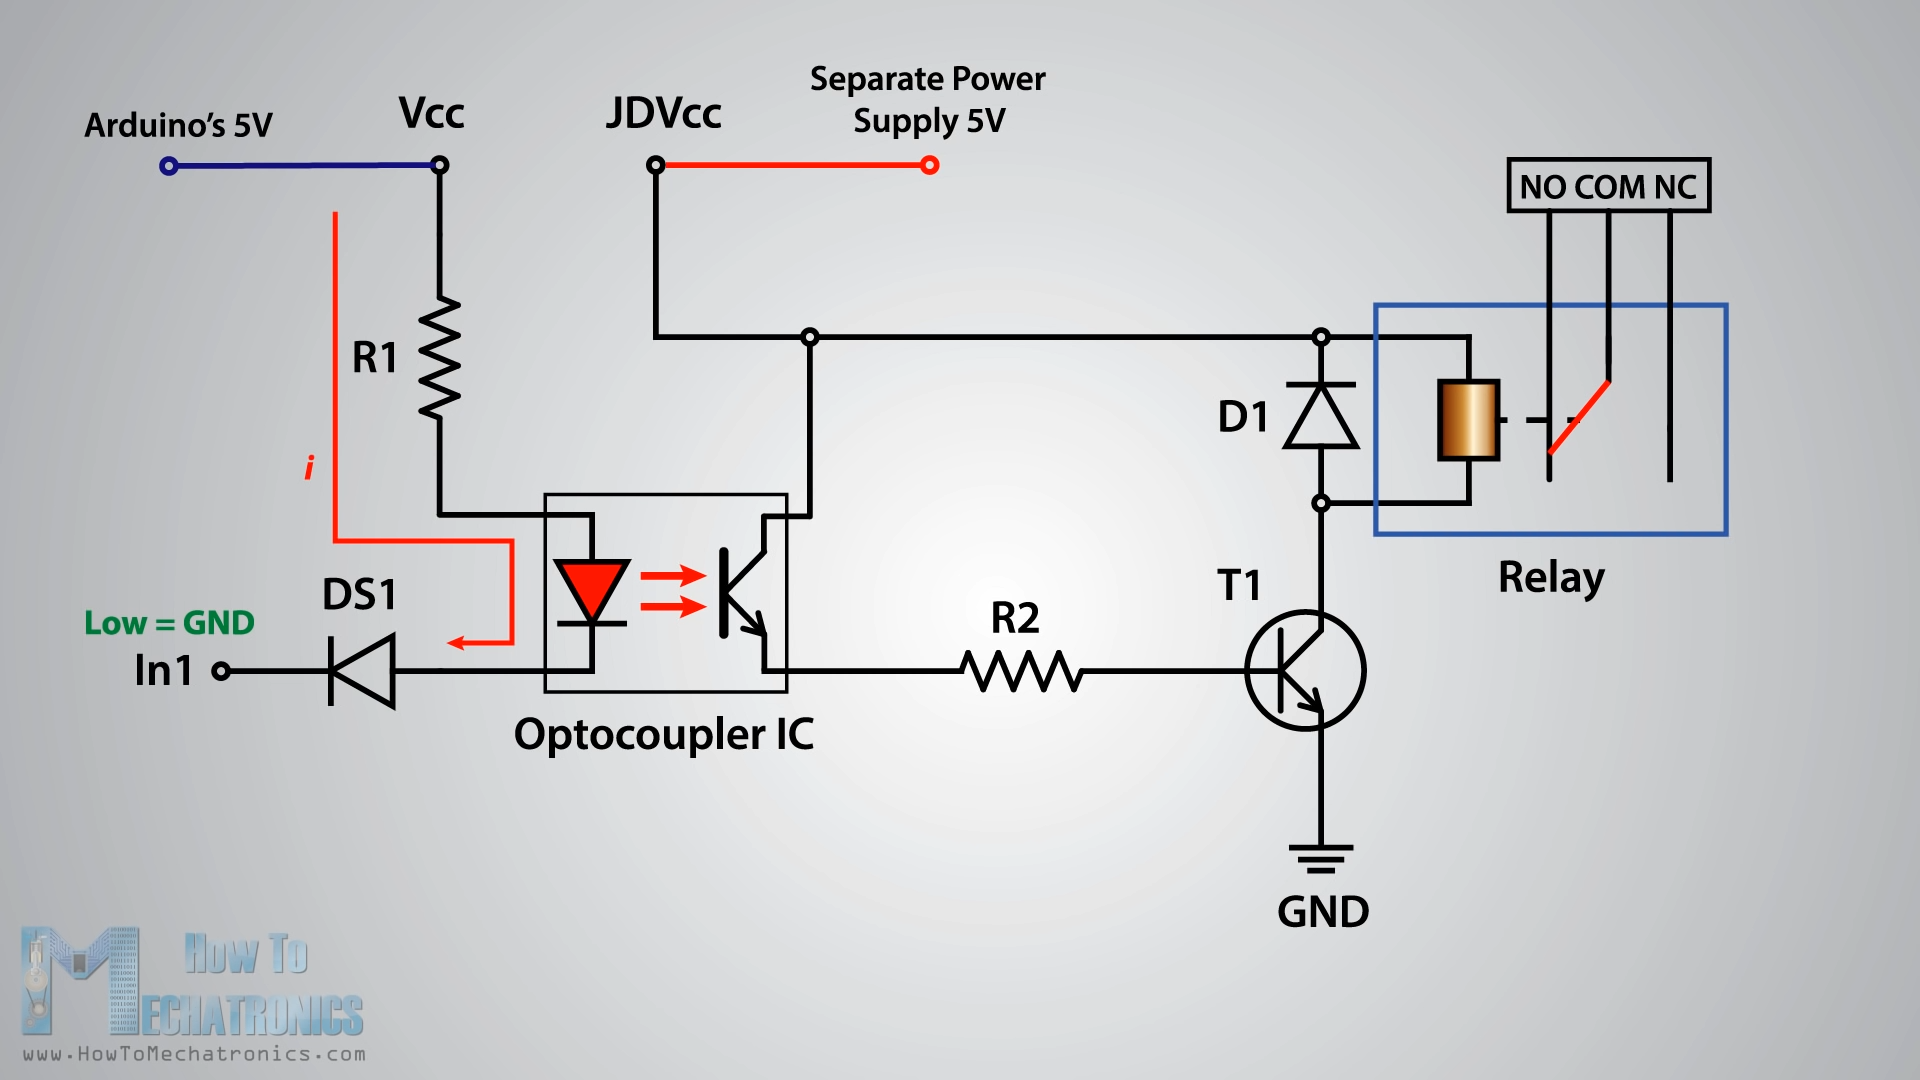 Separate Power
Supply 5V
Arduino's 5V
Vcc
JDVcc
NO COM NC
R1
D1
i
Relay
DS1
T1
Low = GND
In1
R2
Optocoupler IC
GND
How To
MECHATRONICS
www.HowToMechatronics.com